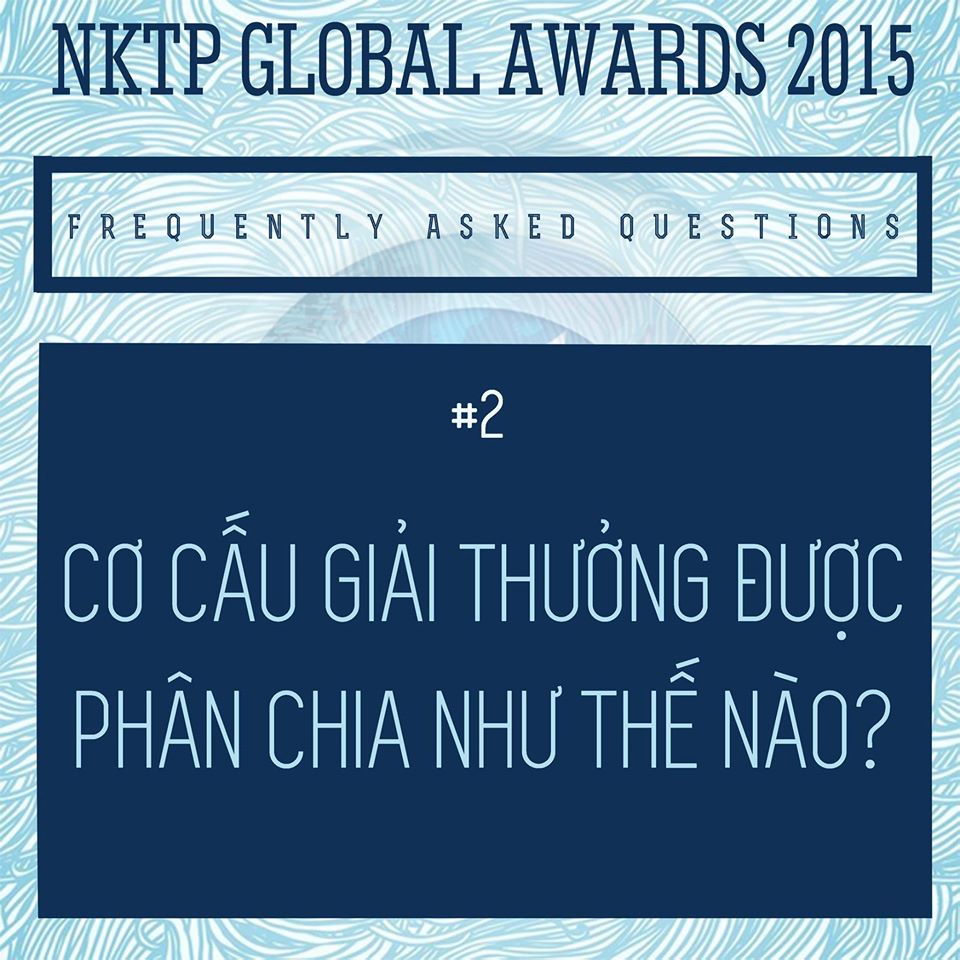 NKTP GLOBAL AWARDS 2015
FREQUENTLY ASKED QUESTIONS
#2
CƠ CẤU GIẢI THƯỞNG ĐƯỢC
PHÂN CHIA NHƯ THẾ NÀO?